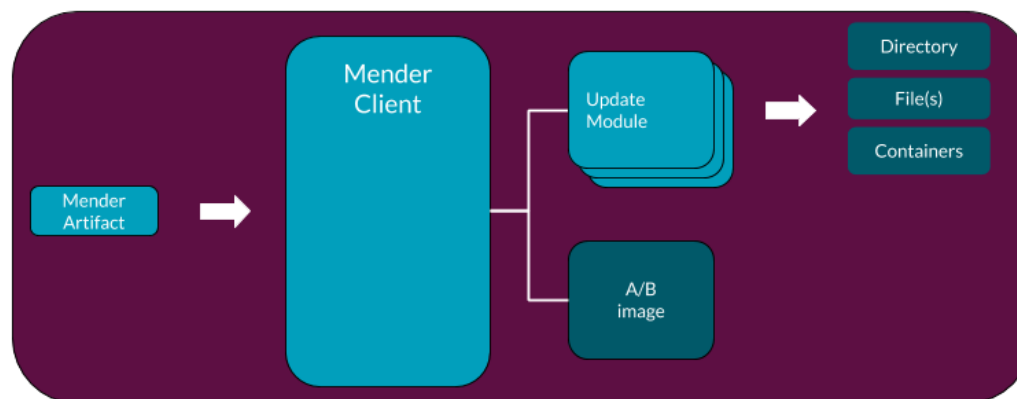 Mender
Artifact
Mender
Client
Update
Module
A/B
image
Directory
File(s)
Containers